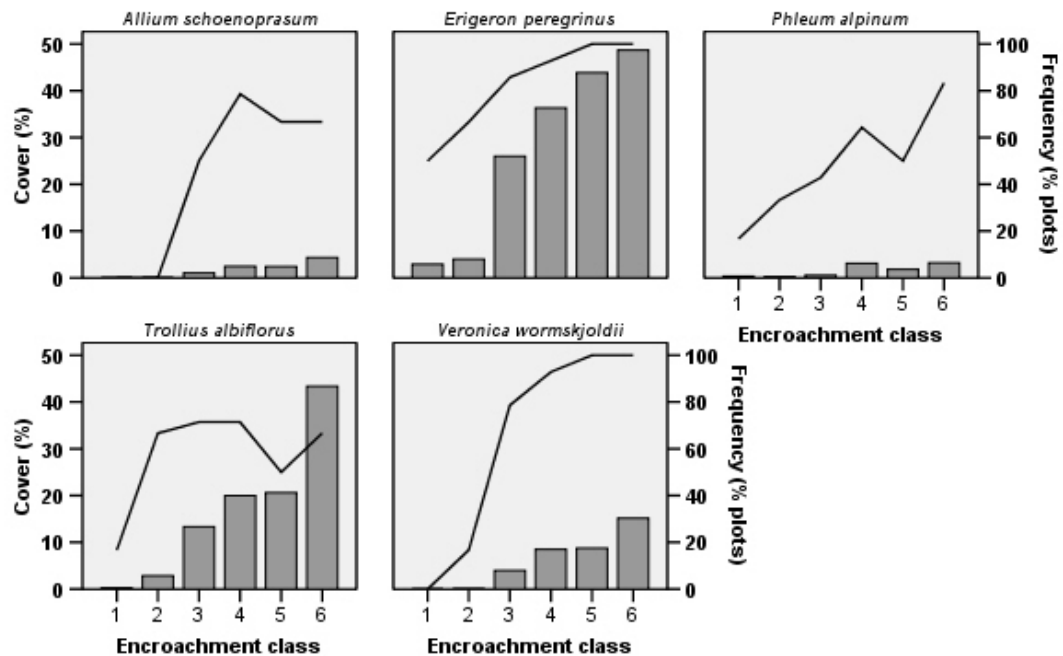 Allium schoenoprasum
Erigeron peregrinus
Phleum alpinum
50
40
30
20
10
0
Cover (%)
100
80
60
40
20
0
Frequency (% plots)
1 2 3 4 5 6
Encroachment class
Trollius albiflorus
Veronica wormskjoldii
50
40
30
20
10
0
Cover (%)
100
80
60
40
20
0
Frequency (% plots)
1 2 3 4 5 6
1 2 3 4 5 6
Encroachment class
Encroachment class